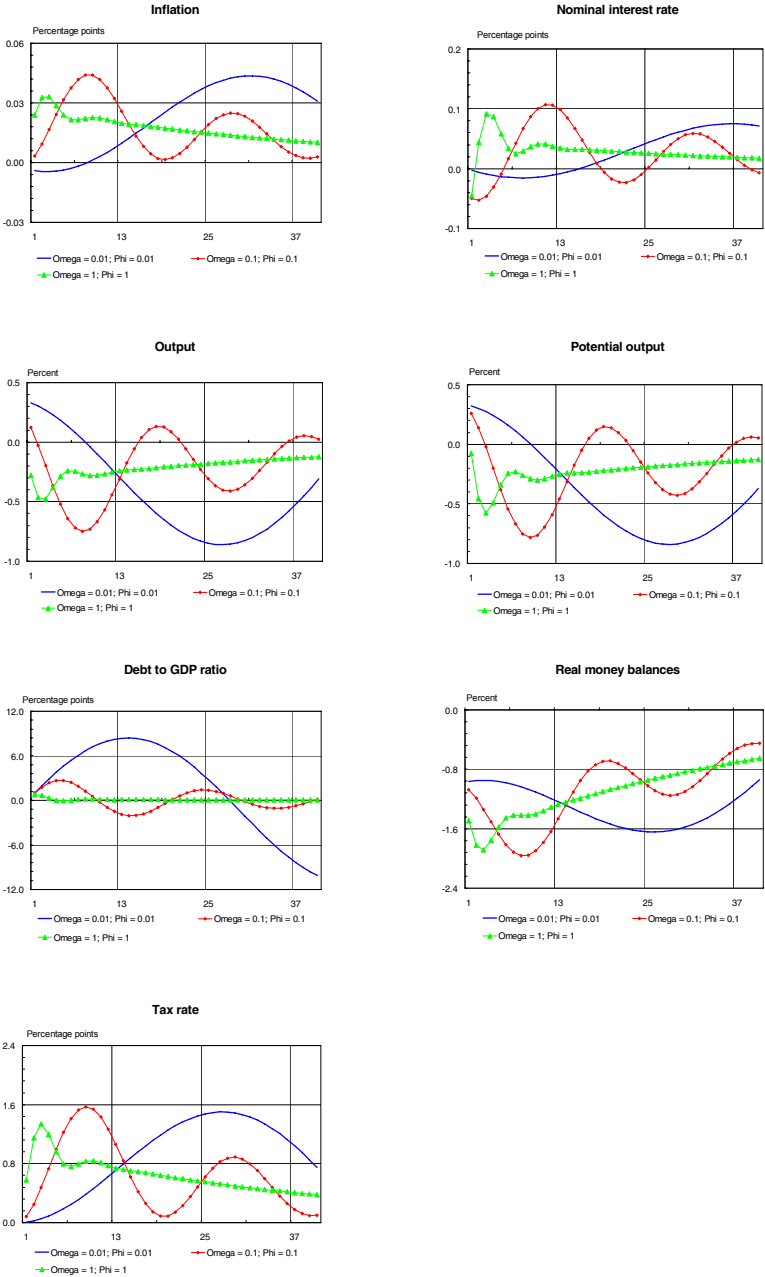 Inflation
Percentage points
0.06
0.03
0.00
-0.03
1 13 25 37
Omega = 0.01; Phi = 0.01 Omega = 0.1; Phi = 0.1
Omega = 1; Phi = 1
Nominal interest rate
Percentage points
0.2
0.1
0.0
-0.1
1 13 25 37
Omega = 0.01; Phi = 0.01 Omega = 0.1; Phi = 0.1
Omega = 1; Phi = 1
Output
Percent
0.5
0.0
-0.5
-1.0
1 13 25 37
Omega = 0.01; Phi = 0.01 Omega = 0.1; Phi = 0.1
Omega = 1; Phi = 1
Potential output
Percent
0.5
0.0
-0.5
-1.0
1 13 25 37
Omega = 0.01; Phi = 0.01 Omega = 0.1; Phi = 0.1
Omega = 1; Phi = 1
Debt to GDP ratio
Percentage points
12.0
6.0
0.0
-6.0
-12.0
1 13 25 37
Omega = 0.01; Phi = 0.01 Omega = 0.1; Phi = 0.1
Omega = 1; Phi = 1
Real money balances
Percent
0.0
-0.8
-1.6
-2.4
1 13 25 37
Omega = 0.01; Phi = 0.01 Omega = 0.1; Phi = 0.1
Omega = 1; Phi = 1
Tax rate
Percentage points
2.4
1.6
0.8
0.0
1 13 25 37
Omega = 0.01; Phi = 0.01 Omega = 0.1; Phi = 0.1
Omega = 1; Phi = 1